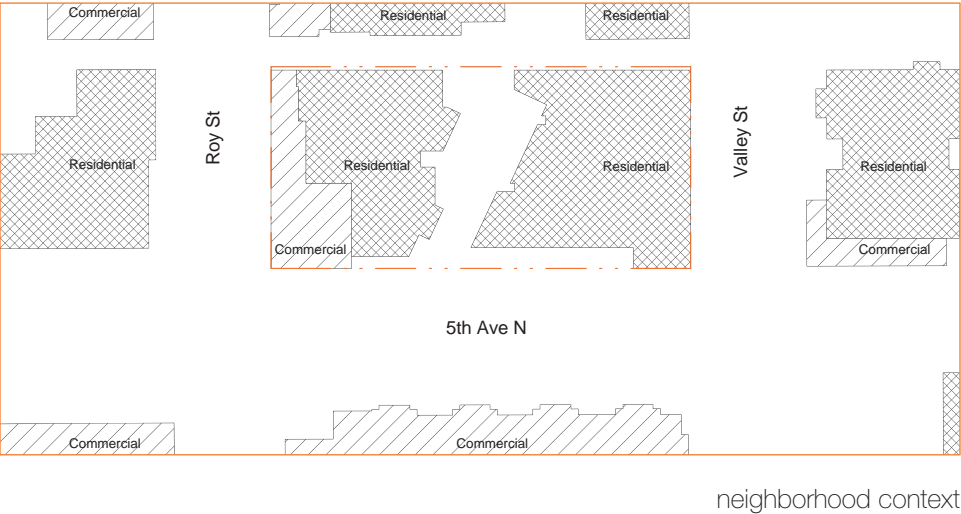 Commercial
Residential
Residential
Roy St
Valley St
Residential
Residential
Residential
Residential
Commercial
Commercial
5th Ave N
Commercial
Commercial
neighborhood context